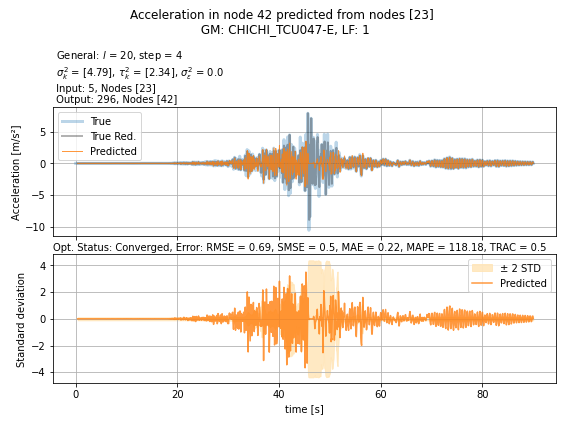 Acceleration in node 42 predicted from nodes [23]
GM: CHICHI_TCU047-E, LF: 1
General: l = 20, step = 4
σ²ₖ = [4.79], τ²ₖ = [2.34], σ²ε = 0.0
Input: 5, Nodes [23]
Output: 296, Nodes [42]
True
True Red.
Predicted
Acceleration [m/s²]
5
0
−5
−10
Opt. Status: Converged, Error: RMSE = 0.69, SMSE = 0.5, MAE = 0.22, MAPE = 118.18, TRAC = 0.5
± 2 STD
Predicted
Standard deviation
4
2
0
−2
−4
0 20 40 60 80
time [s]